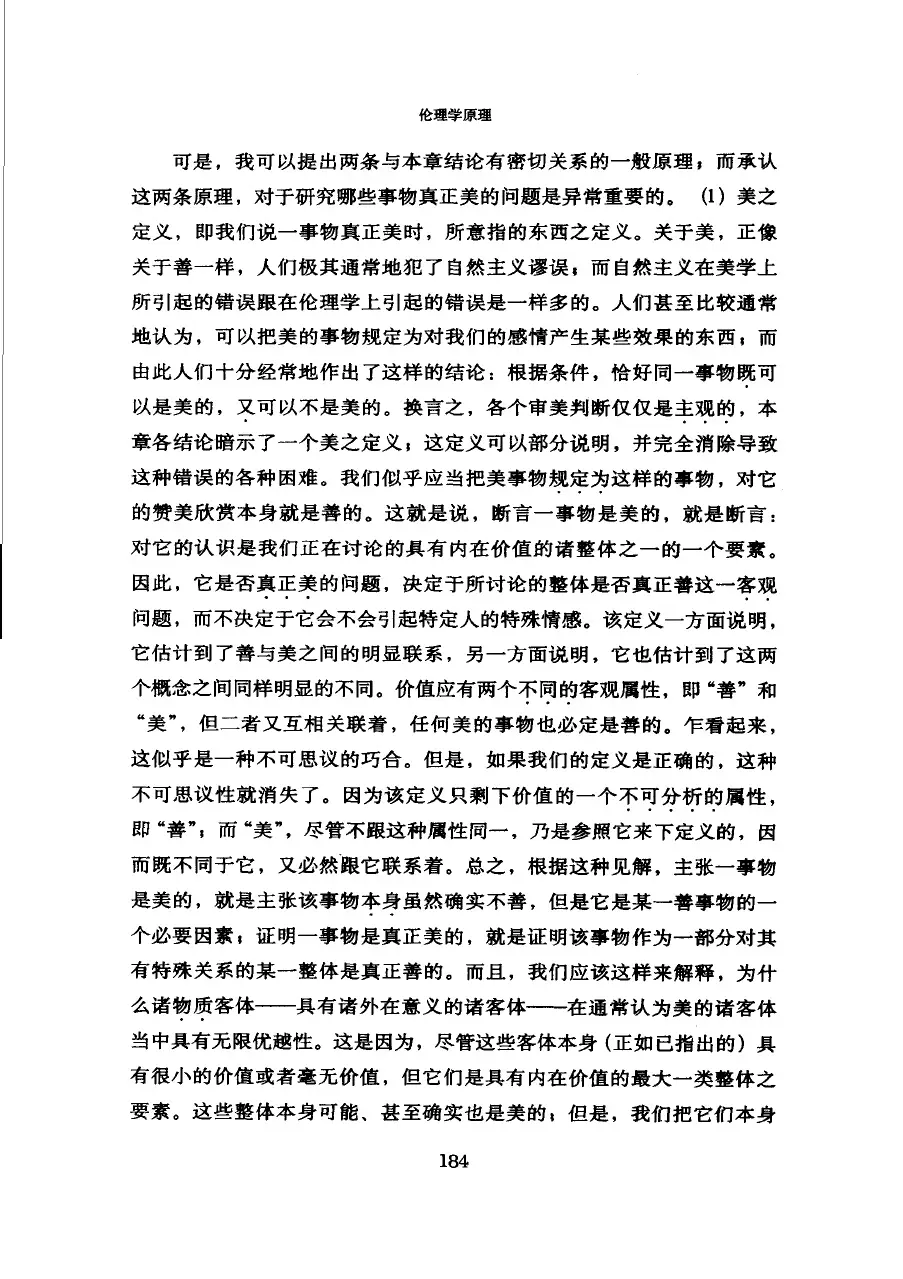 伦理学原理
可是，我可以提出两条与本章结论有密切关系的一般原理；而承认
这两条原理，对于研究哪些事物真正美的问题是异常重要的。 (1) 美之
定义，即我们说一事物真正美时，所意指的东西之定义。关于美，正像
关于善一样，人们极其通常地犯了自然主义谬误；而自然主义在美学上
所引起的错误跟在伦理学上引起的错误是一样多的。人们甚至比较通常
地认为，可以把美的事物规定为对我们的感情产生某些效果的东西；而
由此人们十分经常地作出了这样的结论：根据条件，恰好同一事物既可
以是美的，又可以不是美的。换言之，各个审美判断仅仅是主观的，本
章各结论暗示了一个美之定义；这定义可以部分说明，并完全消除导致
这种错误的各种困难。我们似乎应当把美事物规定为这样的事物，对它
的赞美欣赏本身就是善的。这就是说，断言一事物是美的，就是断言：
对它的认识是我们正在讨论的具有内在价值的诸整体之一的一个要素。
因此，它是否真正美的问题，决定于所讨论的整体是否真正善这一客观
问题，而不决定于它会不会引起特定人的特殊情感。该定义一方面说明，
它估计到了善与美之间的明显联系，另一方面说明，它也估计到了这两
个概念之间同样明显的不同。价值应有两个不同的客观属性，即“善”和
“美”，但二者又互相关联着，任何美的事物也必定是善的。乍看起来，
这似乎是一种不可思议的巧合。但是，如果我们的定义是正确的，这种
不可思议性就消失了。因为该定义只剩下价值的一个不可分析的属性，
即“善”；而“美”，尽管不跟这种属性同一，乃是参照它来下定义的，因
而既不同于它，又必然跟它联系着。总之，根据这种见解，主张一事物
是美的，就是主张该事物本身虽然确实不善，但是它是某一善事物的一
个必要因素；证明一事物是真正美的，就是证明该事物作为一部分对其
有特殊关系的某一整体是真正善的。而且，我们应该这样来解释，为什
么诸物质客体——具有诸外在意义的诸客体——在通常认为美的诸客体
当中具有无限优越性。这是因为，尽管这些客体本身（正如已指出的）具
有很小的价值或者毫无价值，但它们是具有内在价值的最大一类整体之
要素。这些整体本身可能、甚至确实也是美的；但是，我们把它们本身
184